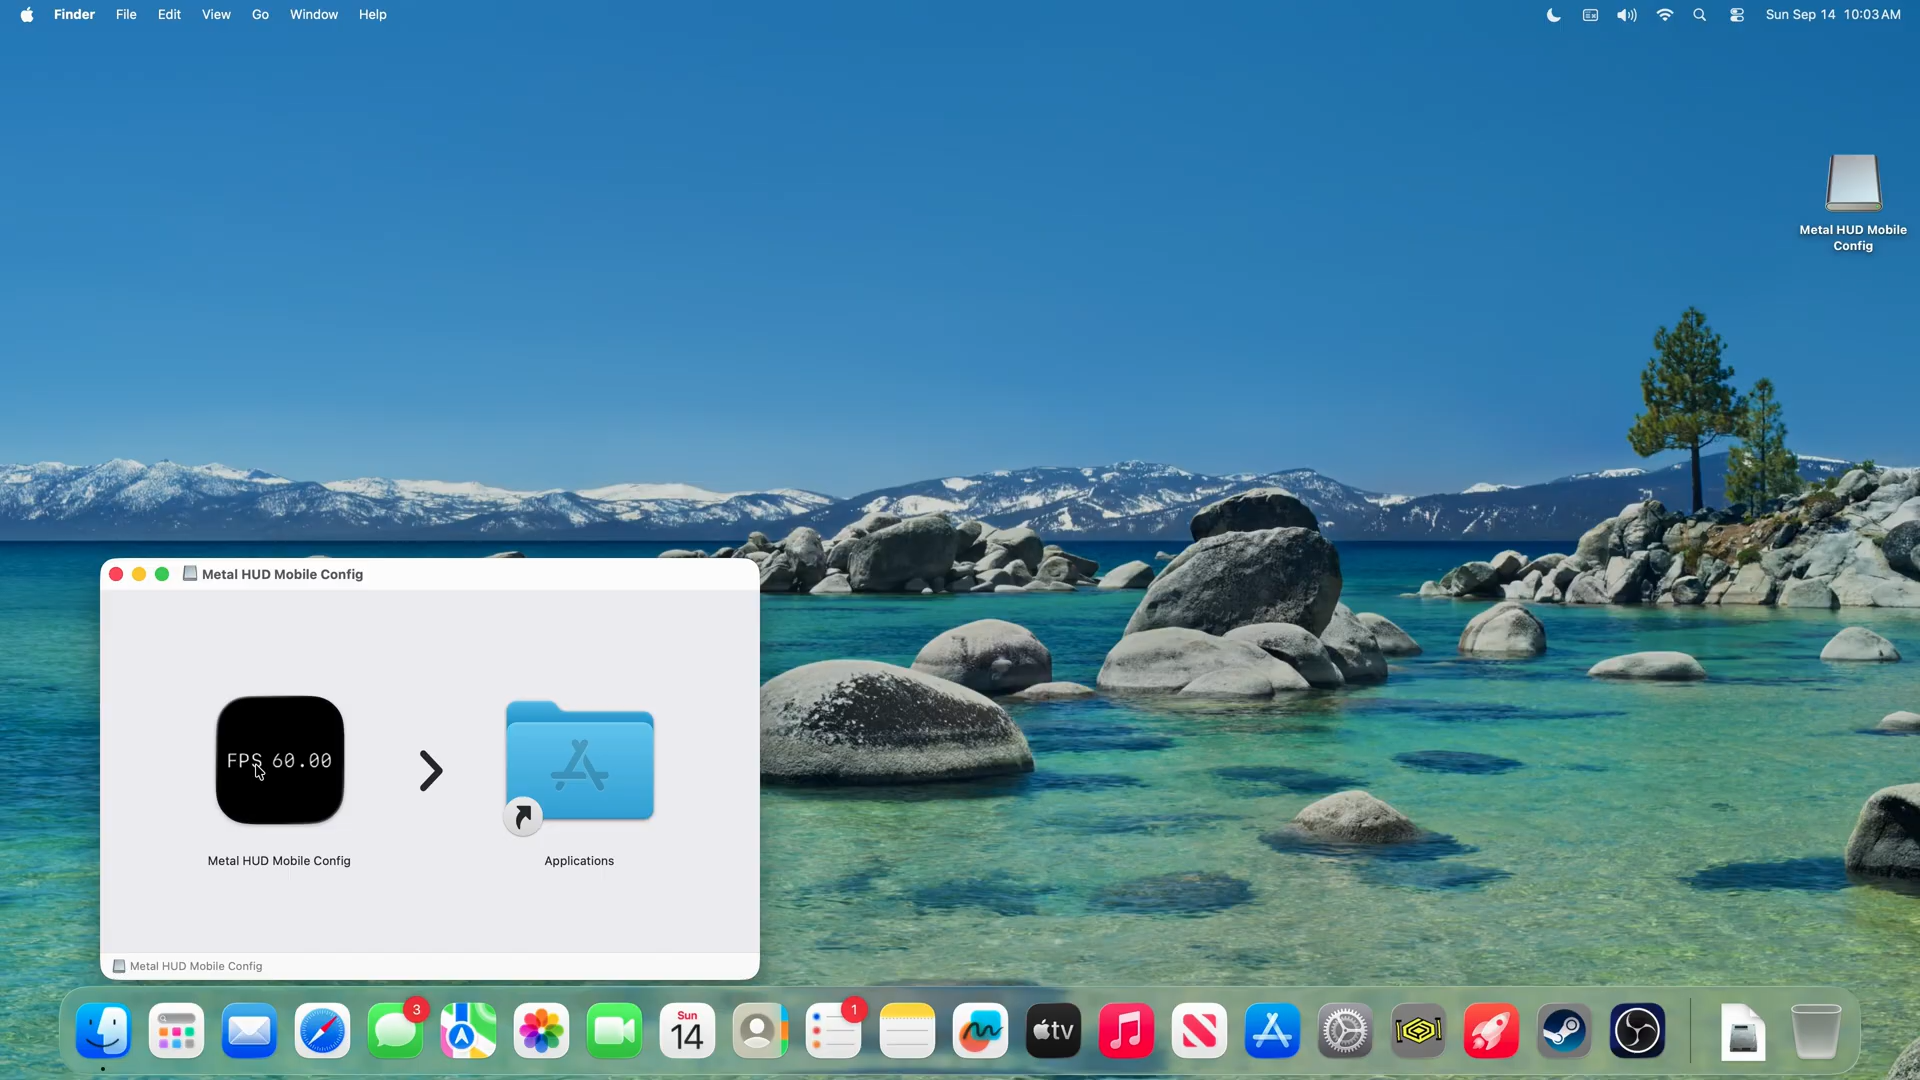 Finder File Edit View Go Window Help
Sun Sep 14 10:03 AM
Metal HUD Mobile
Config
Metal HUD Mobile Config
FPS 60.00
Metal HUD Mobile Config
Applications
Metal HUD Mobile Config
3
Sun
14
1
tv